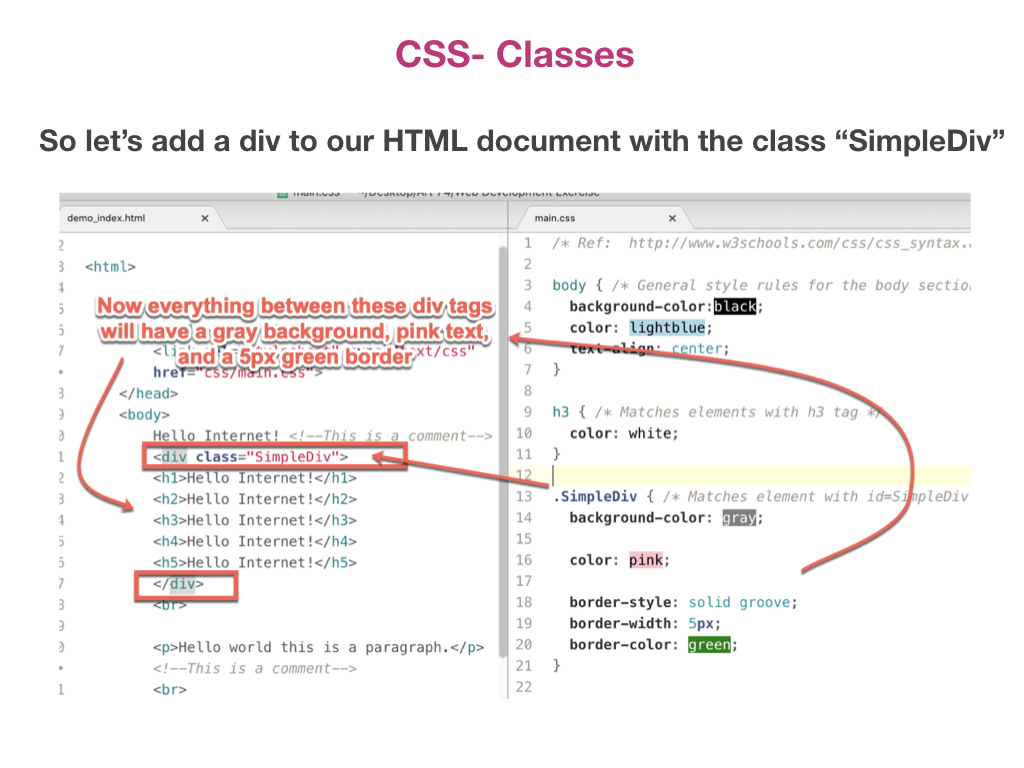 CSS- Classes
So let’s add a div to our HTML document with the class “SimpleDiv”
main.css ~/Desktop/Art 74/Web Development Exercise
demo_index.html ×
2
3 <html>
4
5
Now everything between these div tags
will have a gray background, pink text,
and a 5px green border
7 text/css"
• href="css/main.css">
8 </head>
9 <body>
0 Hello Internet! <!--This is a comment-->
1 <div class="SimpleDiv">
2 <h1>Hello Internet!</h1>
3 <h2>Hello Internet!</h2>
4 <h3>Hello Internet!</h3>
5 <h4>Hello Internet!</h4>
6 <h5>Hello Internet!</h5>
7 </div>
8 <br>
9
0 <p>Hello world this is a paragraph.</p>
• <!--This is a comment-->
1 <br>
main.css ×
1 /* Ref: http://www.w3schools.com/css/css_syntax.
2
3 body { /* General style rules for the body sectio
4 background-color:black;
5 color: lightblue;
6 text-align: center;
7 }
8
9 h3 { /* Matches elements with h3 tag */
10 color: white;
11 }
12
13 .SimpleDiv { /* Matches element with id=SimpleDiv
14 background-color: gray;
15
16 color: pink;
17
18 border-style: solid groove;
19 border-width: 5px;
20 border-color: green;
21 }
22